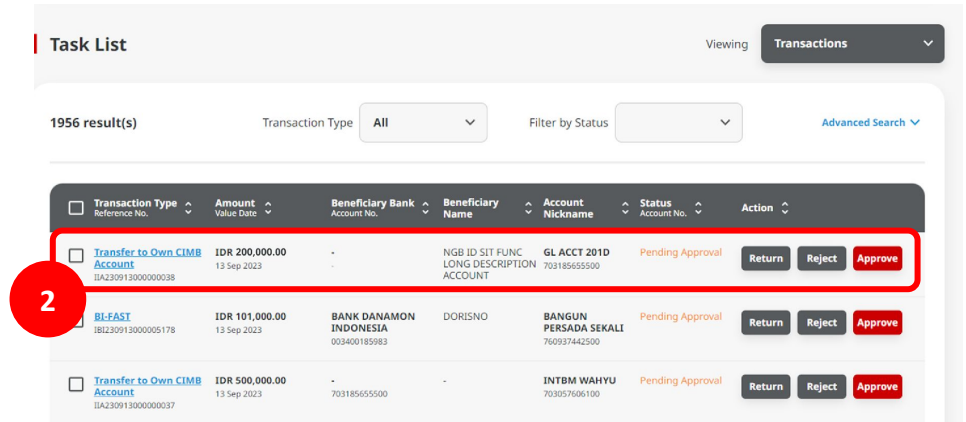 Task List
Viewing
Transactions
1956 result(s)
Transaction Type
All
Filter by Status
Advanced Search
Transaction Type
Reference No.
Amount
Value Date
Beneficiary Bank
Account No.
Beneficiary
Name
Account
Nickname
Status
Account No.
Action
Transfer to Own CIMB
Account
IIA230913000000038
IDR 200,000.00
13 Sep 2023
-
-
NGB ID SIT FUNC
LONG DESCRIPTION
ACCOUNT
GL ACCT 201D
703185655500
Pending Approval
Return
Reject
Approve
2
BI-FAST
IBI230913000005178
IDR 101,000.00
13 Sep 2023
BANK DANAMON
INDONESIA
003400185983
DORISNO
BANGUN
PERSADA SEKALI
760937442500
Pending Approval
Return
Reject
Approve
Transfer to Own CIMB
Account
IIA230913000000037
IDR 500,000.00
13 Sep 2023
-
703185655500
-
INTBM WAHYU
703057606100
Pending Approval
Return
Reject
Approve